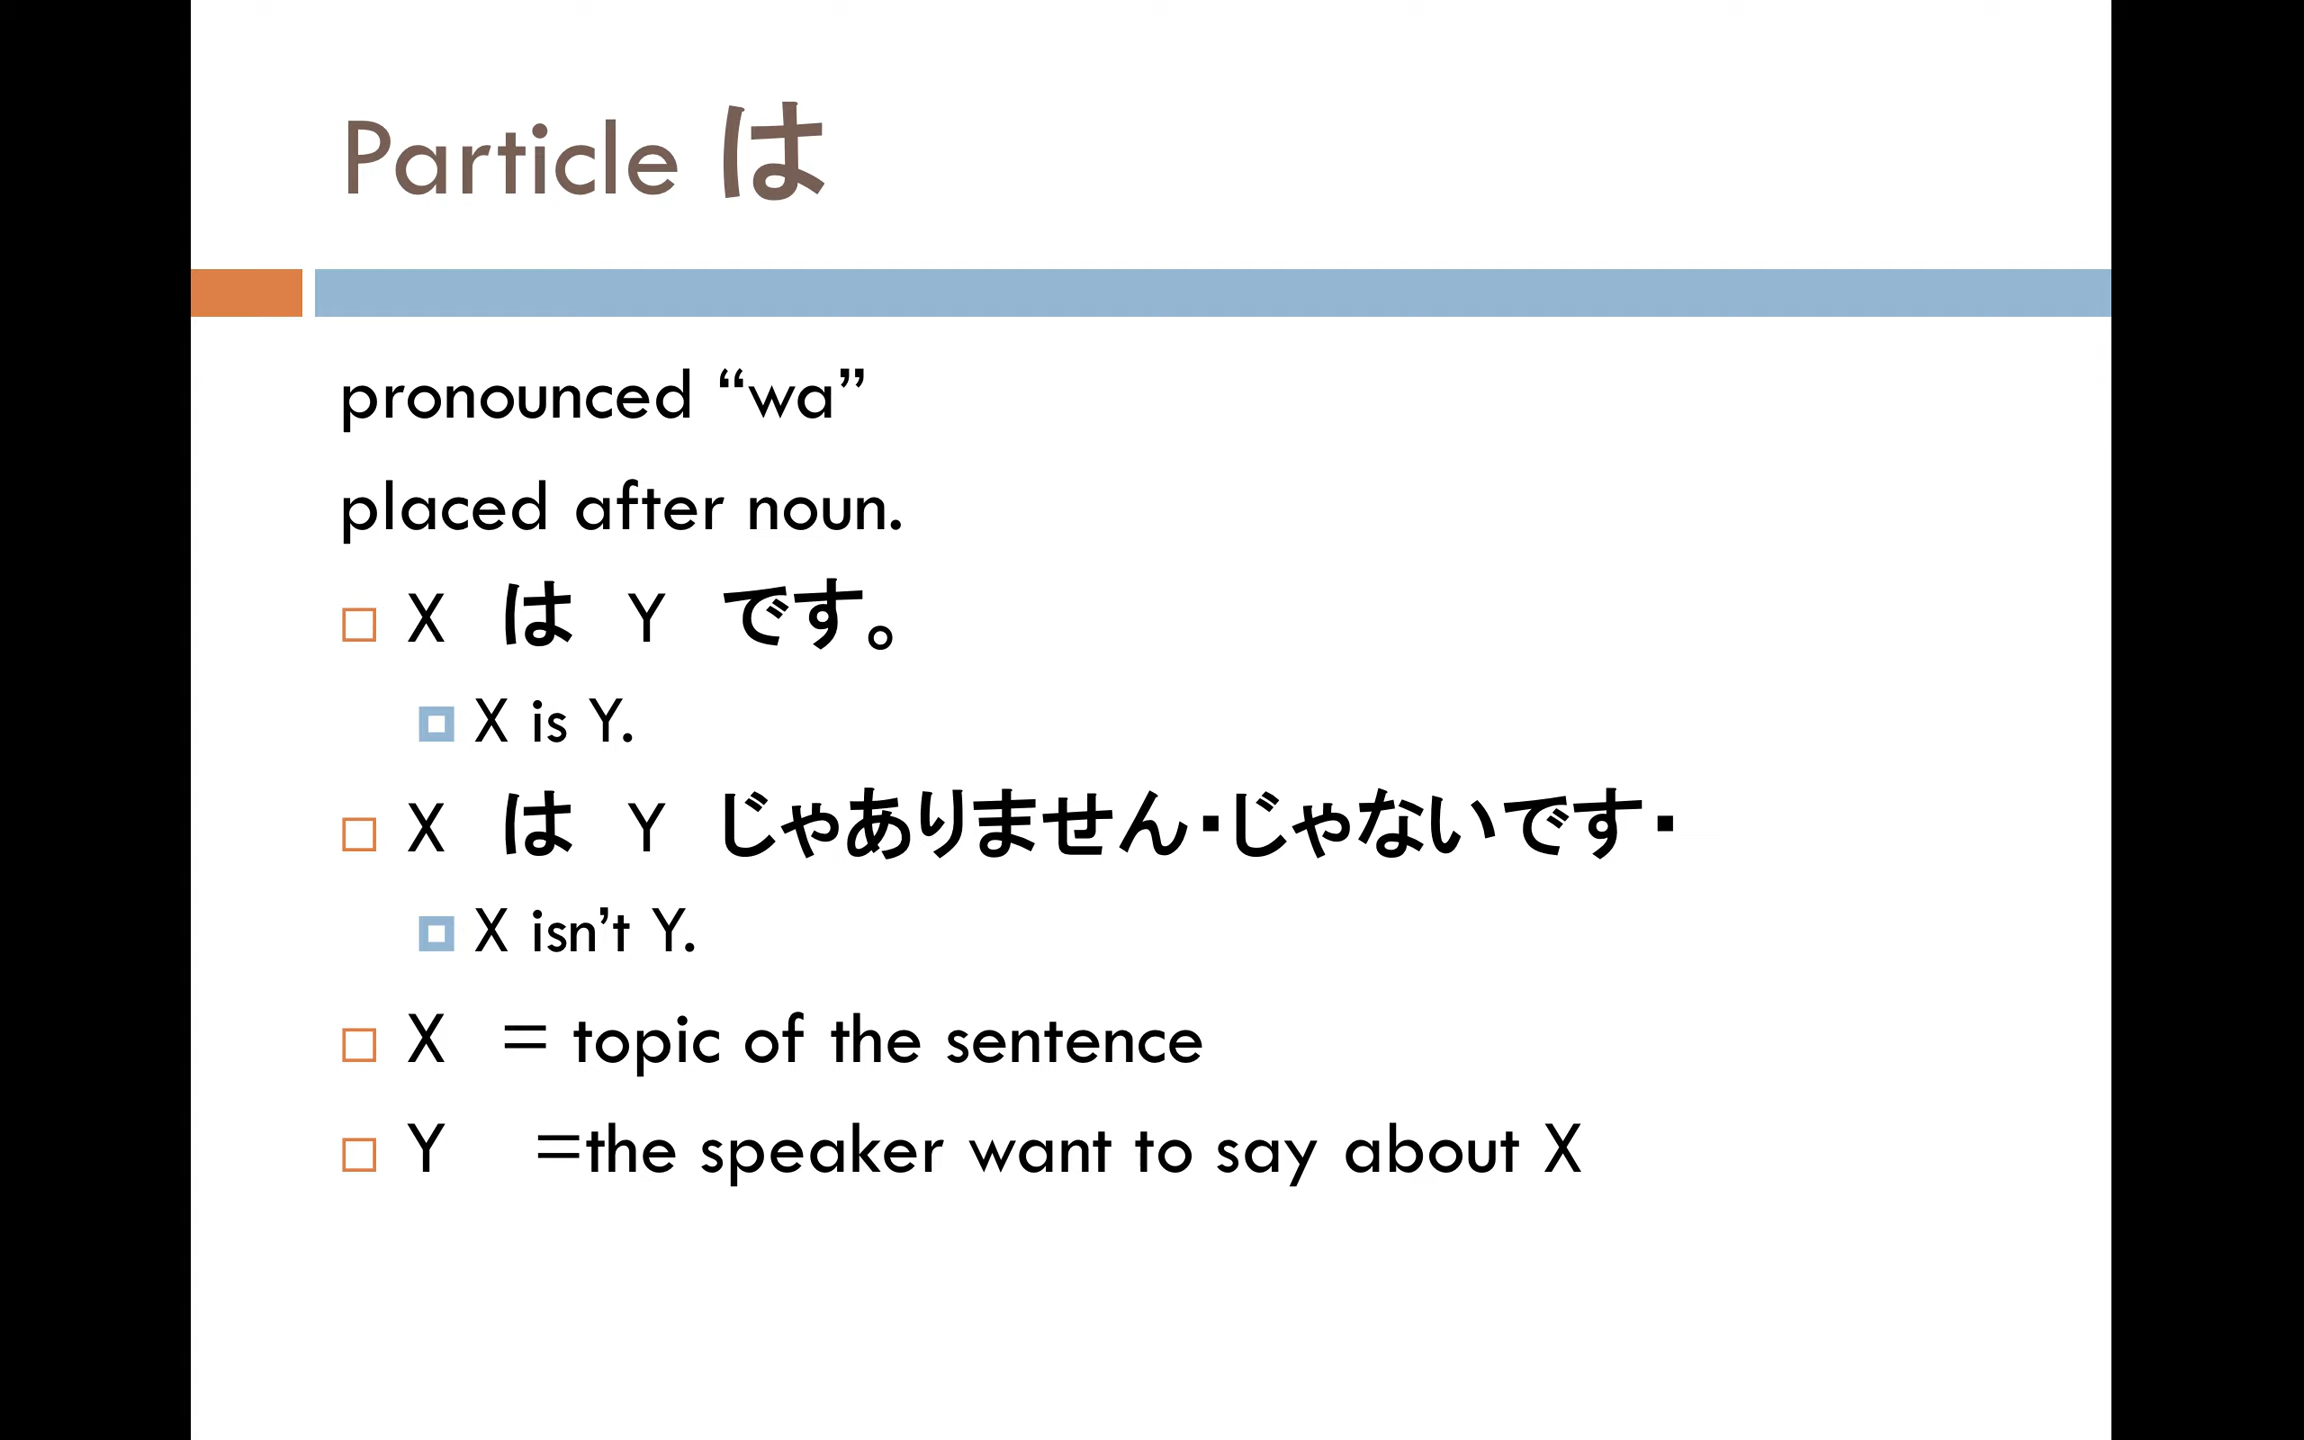 Particle は
pronounced “wa”
placed after noun.
X　は　Y　です。
X is Y.
X　は　Y　じゃありません・じゃないです・
X isn’t Y.
X　= topic of the sentence
Y　=the speaker want to say about X